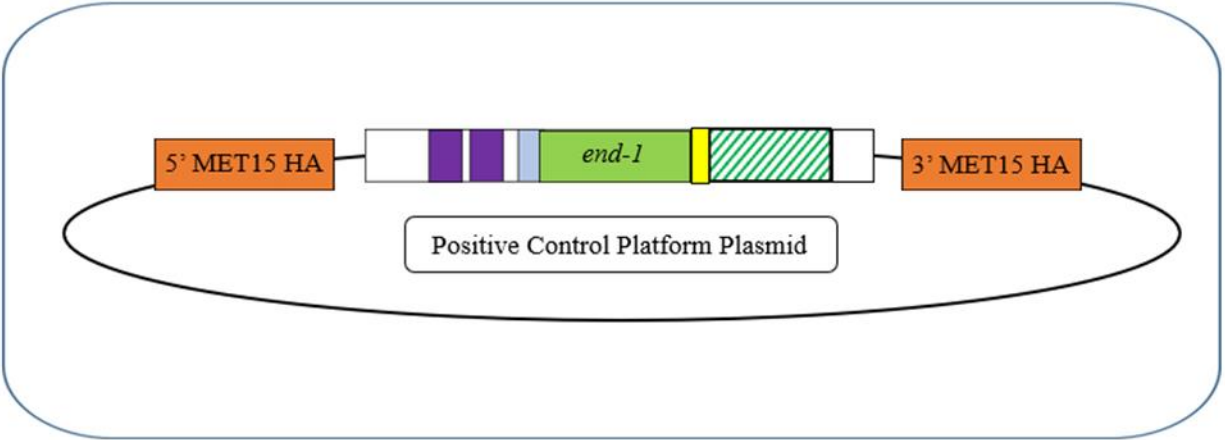 5’ MET15 HA
end-1
3’ MET15 HA
Positive Control Platform Plasmid